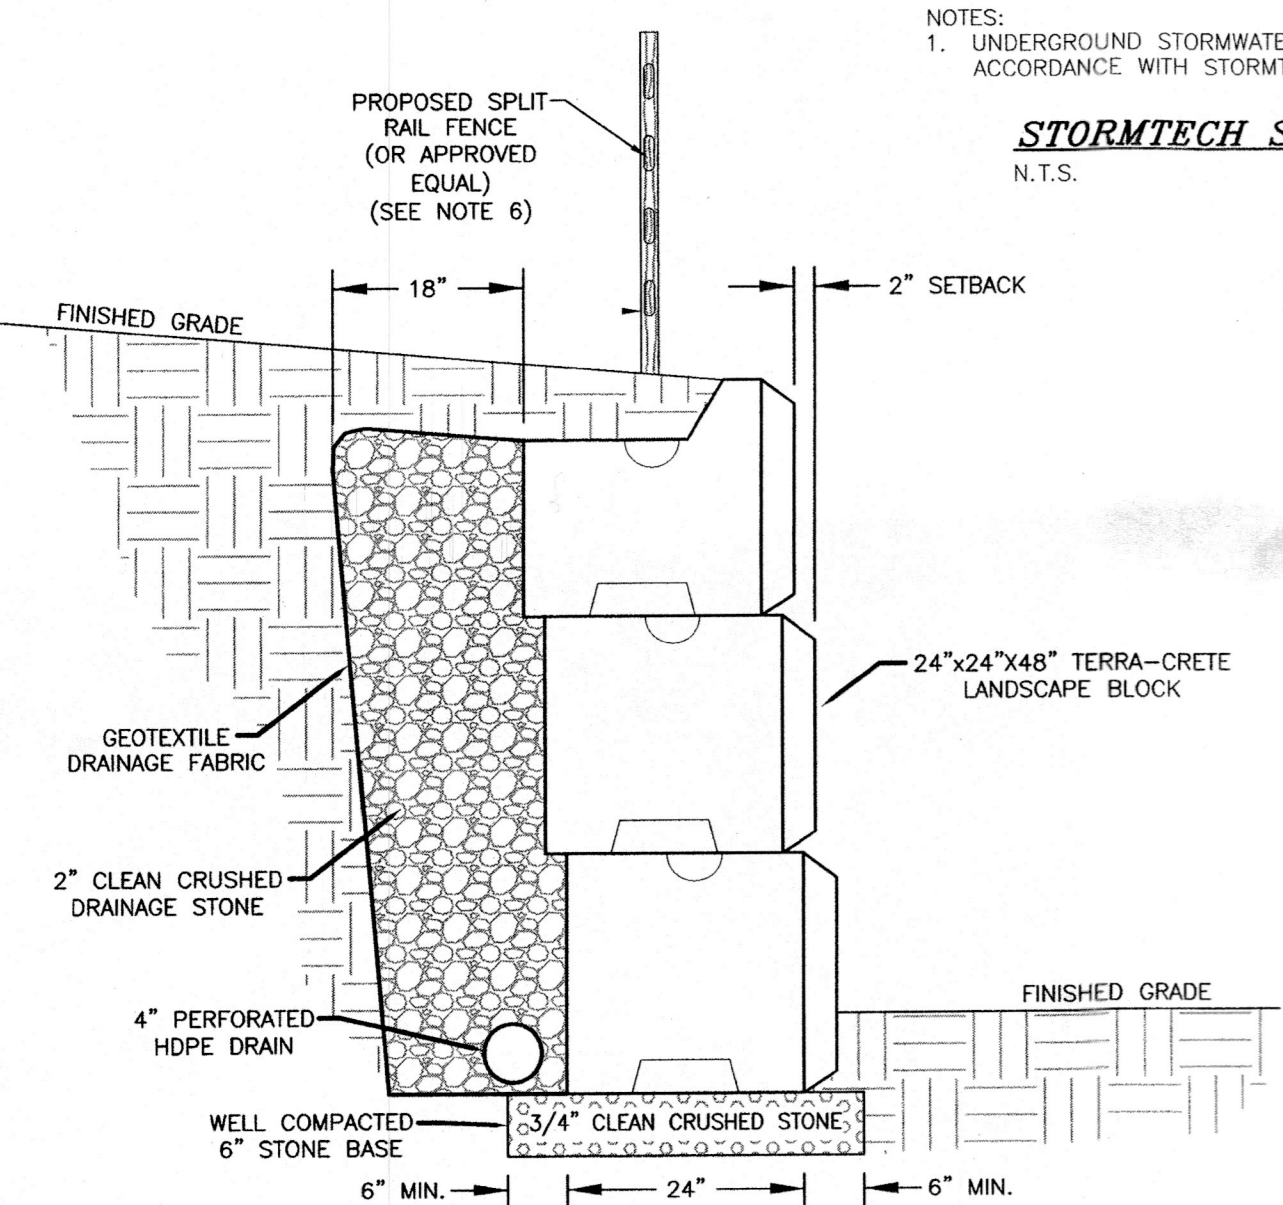 NOTES:
1. UNDERGROUND STORMWATE
ACCORDANCE WITH STORMT
STORMTECH S
N.T.S.
PROPOSED SPLIT
RAIL FENCE
(OR APPROVED
EQUAL)
(SEE NOTE 6)
18"
2" SETBACK
FINISHED GRADE
24"x24"X48" TERRA-CRETE
LANDSCAPE BLOCK
GEOTEXTILE
DRAINAGE FABRIC
2" CLEAN CRUSHED
DRAINAGE STONE
4" PERFORATED
HDPE DRAIN
FINISHED GRADE
WELL COMPACTED
6" STONE BASE
3/4" CLEAN CRUSHED STONE
6" MIN.
24"
6" MIN.